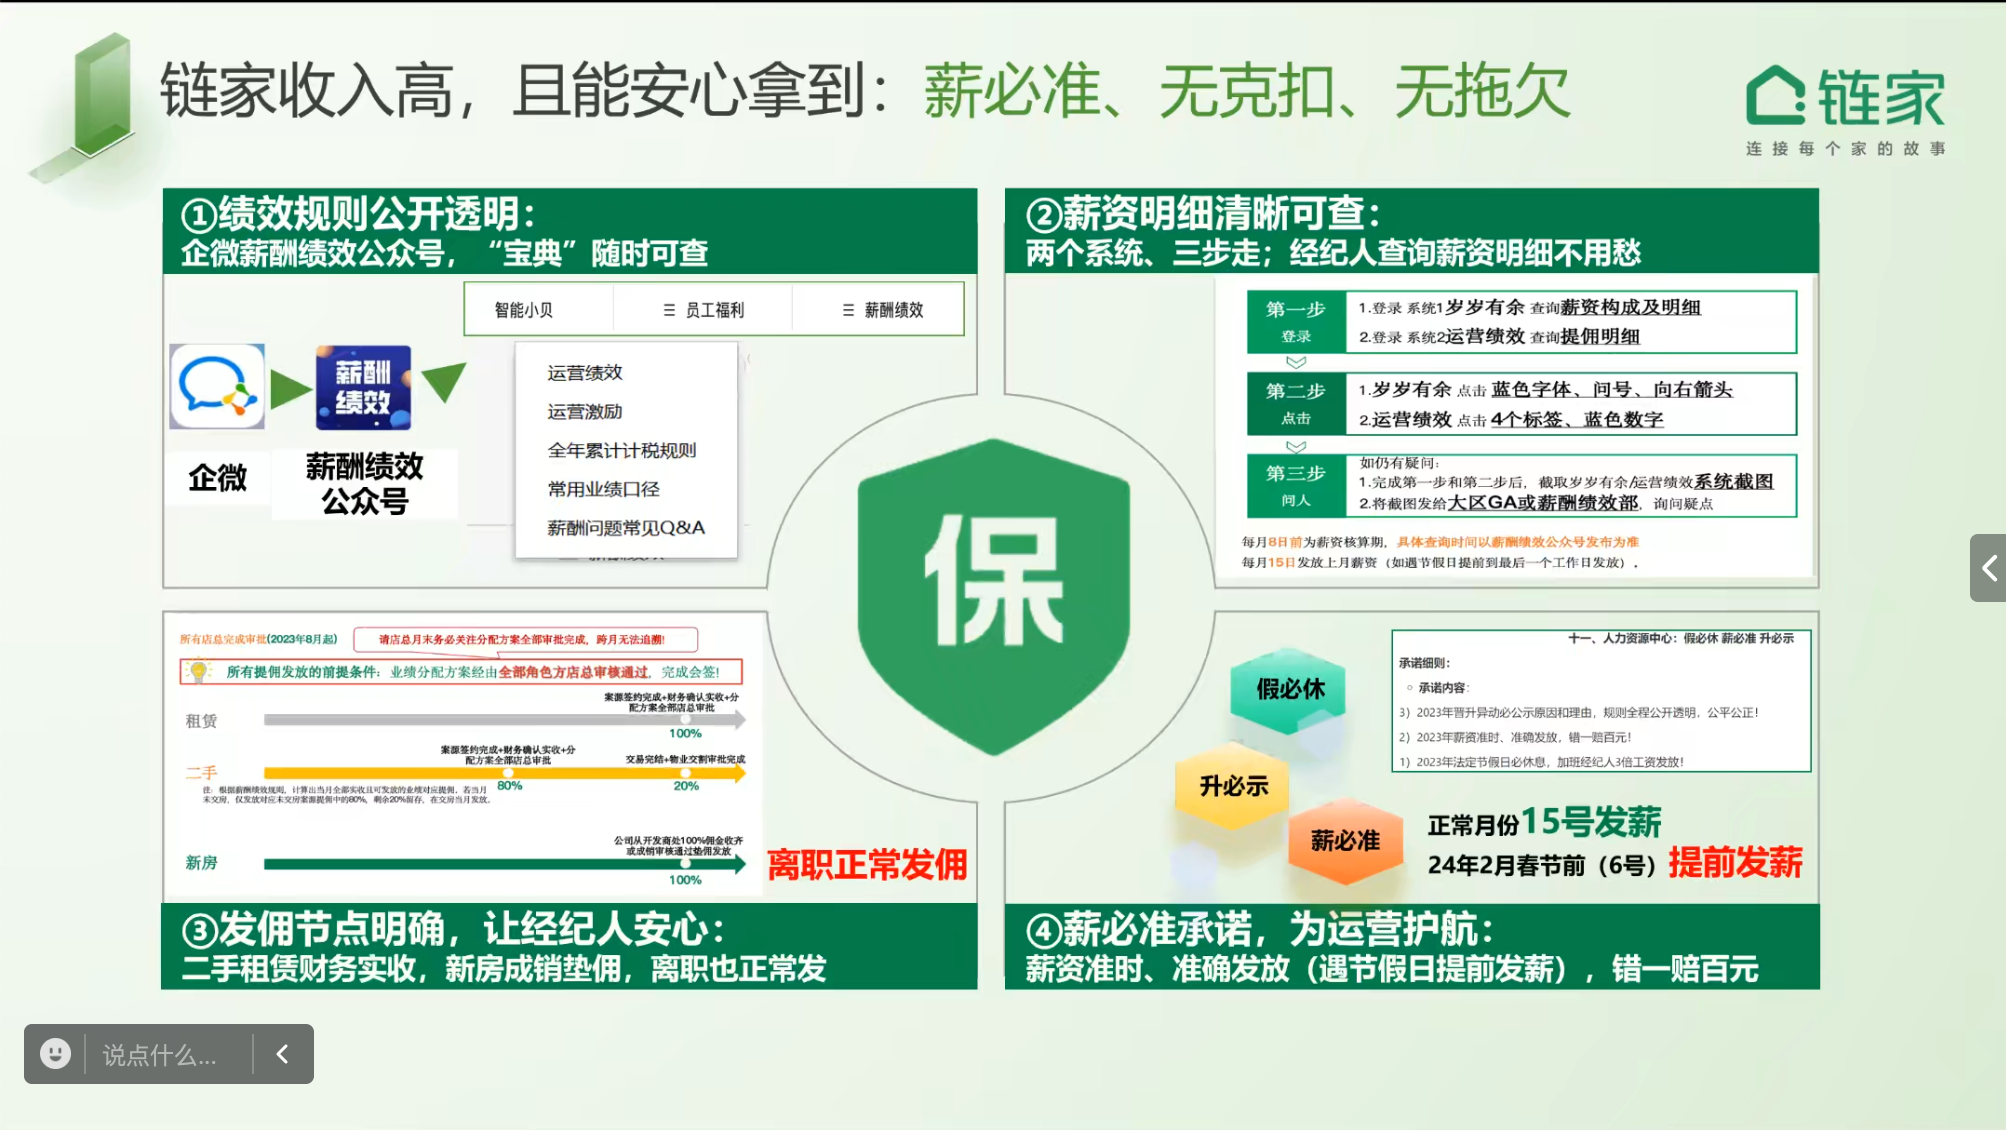 链家收入高，且能安心拿到：薪必准、无克扣、无拖欠
链家
连接每个家的故事
①绩效规则公开透明：
企微薪酬绩效公众号，“宝典”随时可查
智能小贝
☰ 员工福利
☰ 薪酬绩效
薪酬
绩效
企微
薪酬绩效
公众号
运营绩效
运营激励
全年累计计税规则
常用业绩口径
薪酬问题常见Q&A
②薪资明细清晰可查：
两个系统、三步走；经纪人查询薪资明细不用愁
第一步
登录
1.登录 系统1岁岁有余 查询薪资构成及明细
2.登录 系统2运营绩效 查询提佣明细
第二步
点击
1.岁岁有余 点击 蓝色字体、问号、向右箭头
2.运营绩效 点击 4个标签、蓝色数字
第三步
问人
如仍有疑问：
1.完成第一步和第二步后，截取岁岁有余/运营绩效系统截图
2.将截图发给大区GA或薪酬绩效部，询问疑点
每月8日前为薪资核算期，具体查询时间以薪酬绩效公众号发布为准
每月15日发放上月薪资（如遇节假日提前到最后一个工作日发放）.
保
所有店总完成审批(2023年8月起)
请店总月末务必关注分配方案全部审批完成，跨月无法追溯!
所有提佣发放的前提条件：业绩分配方案经由全部角色方店总审核通过，完成会签!
租赁
案源签约完成+财务确认实收+分
配方案全部店总审批
100%
二手
案源签约完成+财务确认实收+分
配方案全部店总审批
80%
交易完结+物业交割审批完成
20%
注：根据薪酬绩效规则，计算出当月全部实收且可发放的业绩对应提佣，若当月
未交房，仅发放对应未交房案源提佣中的80%，剩余20%留存，在交房当月发放。
新房
公司从开发商处100%佣金收齐
或成销审核通过垫佣发放
100%
离职正常发佣
③发佣节点明确，让经纪人安心：
二手租赁财务实收，新房成销垫佣，离职也正常发
假必休
升必示
薪必准
十一、人力资源中心：假必休 薪必准 升必示
承诺细则：
○ 承诺内容：
3）2023年晋升异动必公示原因和理由，规则全程公开透明，公平公正！
2）2023年薪资准时、准确发放，错一赔百元！
1）2023年法定节假日必休息，加班经纪人3倍工资发放！
正常月份15号发薪
24年2月春节前（6号）提前发薪
④薪必准承诺，为运营护航：
薪资准时、准确发放（遇节假日提前发薪），错一赔百元
说点什么...